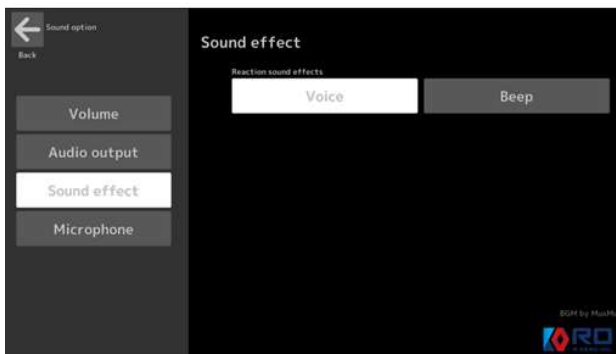 Sound option
Back
Sound effect
Reaction sound effects
Voice
Beep
Volume
Audio output
Sound effect
Microphone
BGM by